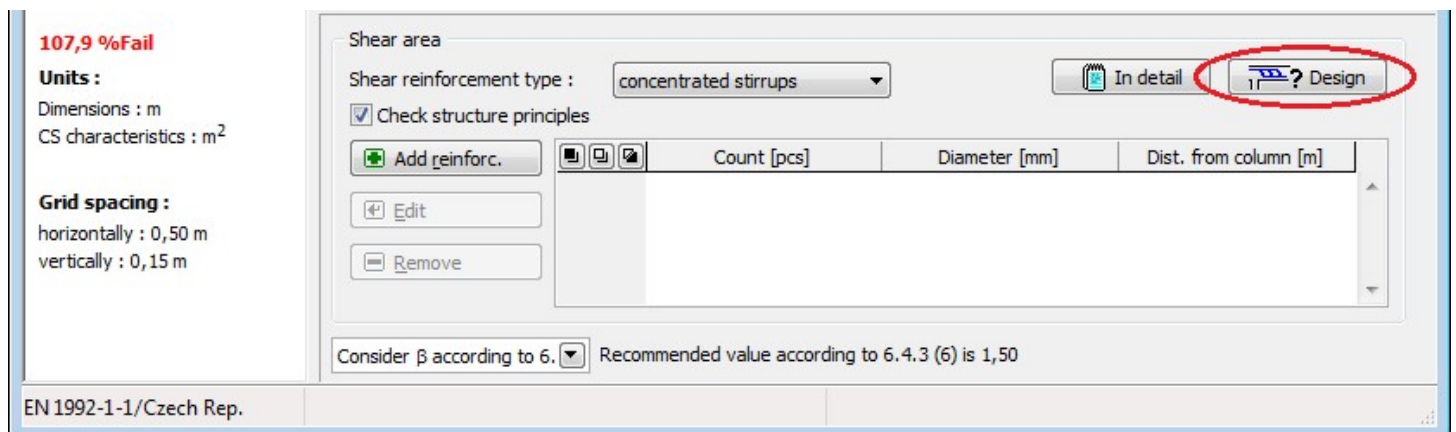 107,9 %Fail
Units :
Dimensions : m
CS characteristics : m²
Grid spacing :
horizontally : 0,50 m
vertically : 0,15 m
Shear area
Shear reinforcement type : concentrated stirrups
In detail
? Design
Check structure principles
Add reinforc.
Edit
Remove
Count [pcs] Diameter [mm] Dist. from column [m]
Consider β according to 6. Recommended value according to 6.4.3 (6) is 1,50
EN 1992-1-1/Czech Rep.